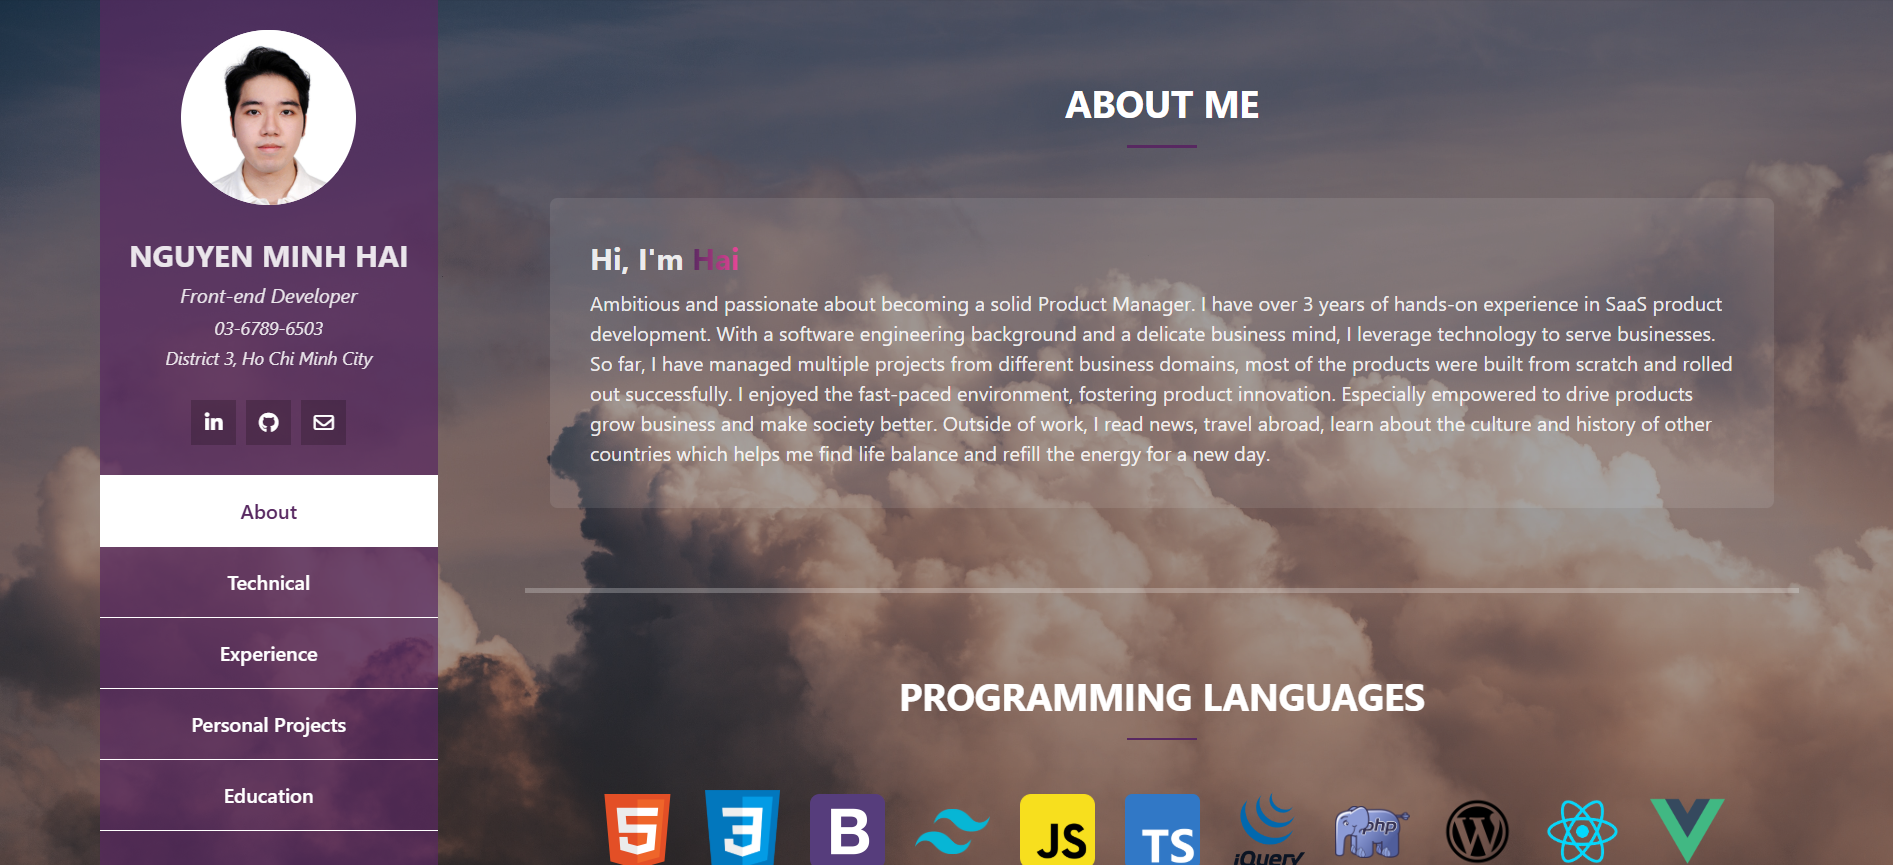 NGUYEN MINH HAI
Front-end Developer
03-6789-6503
District 3, Ho Chi Minh City
in
About
Technical
Experience
Personal Projects
Education
ABOUT ME
Hi, I'm Hai
Ambitious and passionate about becoming a solid Product Manager. I have over 3 years of hands-on experience in SaaS product
development. With a software engineering background and a delicate business mind, I leverage technology to serve businesses.
So far, I have managed multiple projects from different business domains, most of the products were built from scratch and rolled
out successfully. I enjoyed the fast-paced environment, fostering product innovation. Especially empowered to drive products
grow business and make society better. Outside of work, I read news, travel abroad, learn about the culture and history of other
countries which helps me find life balance and refill the energy for a new day.
PROGRAMMING LANGUAGES
5
3
B
JS
TS
jQuery
php
W